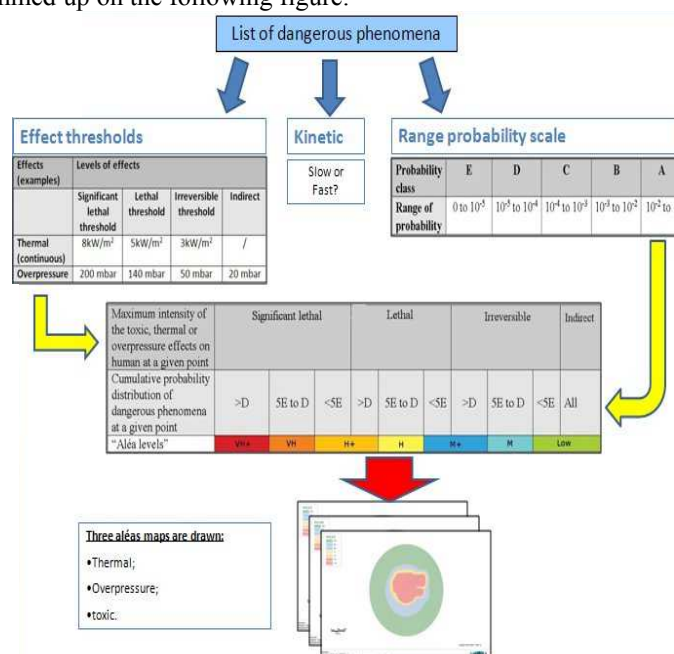 List of dangerous phenomena
Effect thresholds
Effects (examples) Levels of effects
Significant lethal threshold Lethal threshold Irreversible threshold Indirect
Thermal (continuous) 8kW/m² 5kW/m² 3kW/m² /
Overpressure 200 mbar 140 mbar 50 mbar 20 mbar
Kinetic
Slow or
Fast?
Range probability scale
Probability class E D C B A
Range of probability 0 to 10⁻⁵ 10⁻⁵ to 10⁻⁴ 10⁻⁴ to 10⁻³ 10⁻³ to 10⁻² 10⁻² to
Maximum intensity of the toxic, thermal or overpressure effects on human at a given point Significant lethal Lethal Irreversible Indirect
Cumulative probability distribution of dangerous phenomena at a given point >D 5E to D <5E >D 5E to D <5E >D 5E to D <5E All
"Aléa levels" VH+ VH H+ H M+ M Low
Three aléas maps are drawn:
•Thermal;
•Overpressure;
•toxic.